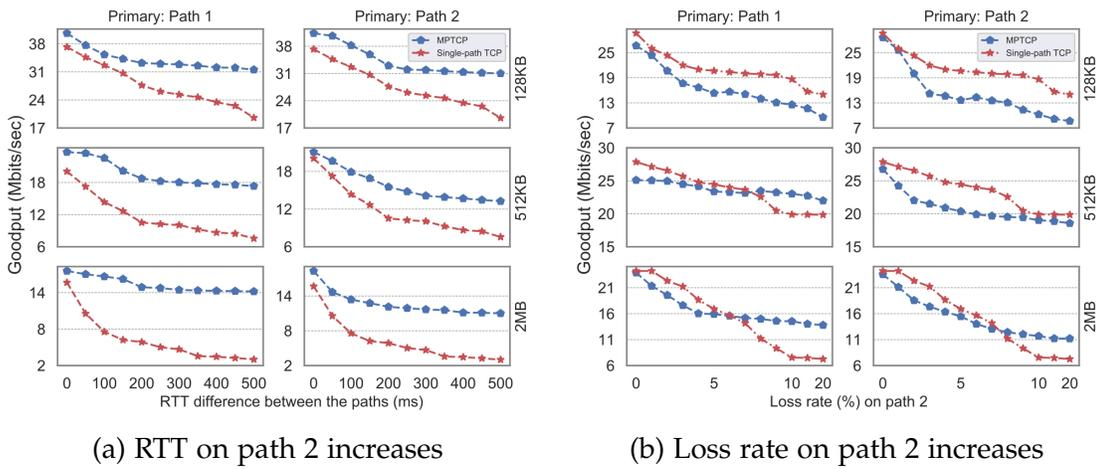 Primary: Path 1
Primary: Path 2
MPTCP
Single-path TCP
38
31
24
17
38
31
24
17
128KB
18
12
6
18
12
6
512KB
14
8
2
14
8
2
2MB
Goodput (Mbits/sec)
0 100 200 300 400 500
0 100 200 300 400 500
RTT difference between the paths (ms)
(a) RTT on path 2 increases
Primary: Path 1
Primary: Path 2
MPTCP
Single-path TCP
25
19
13
7
25
19
13
7
128KB
30
25
20
15
30
25
20
15
512KB
21
16
11
6
21
16
11
6
2MB
Goodput (Mbits/sec)
0 5 10 20
0 5 10 20
Loss rate (%) on path 2
(b) Loss rate on path 2 increases